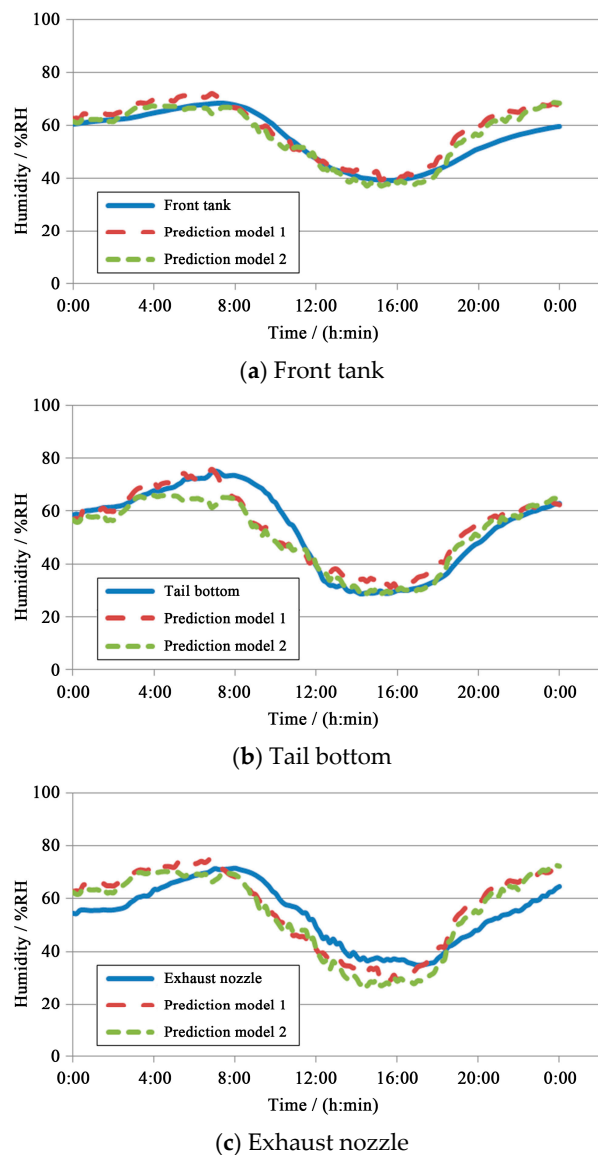 100
80
60
40
20
0
Humidity / %RH
Front tank
Prediction model 1
Prediction model 2
0:00 4:00 8:00 12:00 16:00 20:00 0:00
Time / (h:min)
(a) Front tank
100
80
60
40
20
0
Humidity / %RH
Tail bottom
Prediction model 1
Prediction model 2
0:00 4:00 8:00 12:00 16:00 20:00 0:00
Time / (h:min)
(b) Tail bottom
100
80
60
40
20
0
Humidity / %RH
Exhaust nozzle
Prediction model 1
Prediction model 2
0:00 4:00 8:00 12:00 16:00 20:00 0:00
Time / (h:min)
(c) Exhaust nozzle